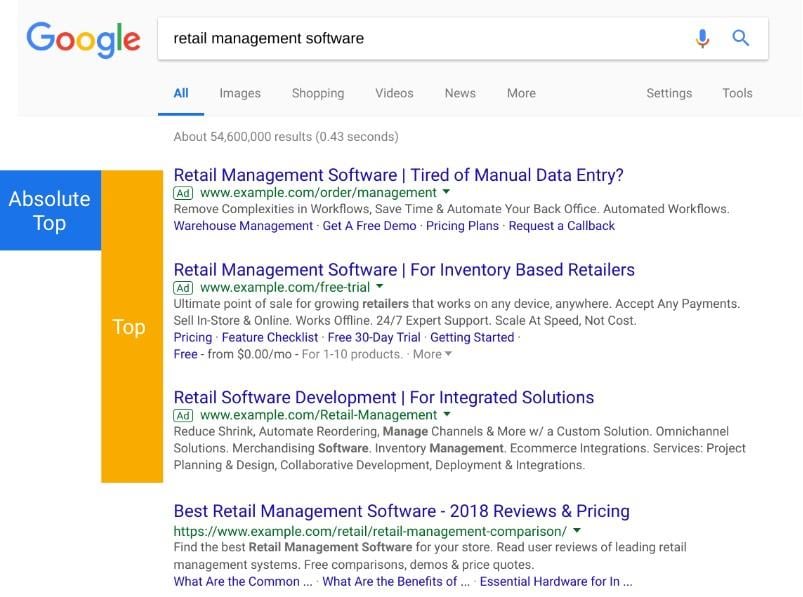 Google
retail management software
All Images Shopping Videos News More Settings Tools
About 54,600,000 results (0.43 seconds)
Absolute
Top
Top
Retail Management Software | Tired of Manual Data Entry?
Ad www.example.com/order/management
Remove Complexities in Workflows, Save Time & Automate Your Back Office. Automated Workflows.
Warehouse Management · Get A Free Demo · Pricing Plans · Request a Callback
Retail Management Software | For Inventory Based Retailers
Ad www.example.com/free-trial
Ultimate point of sale for growing retailers that works on any device, anywhere. Accept Any Payments.
Sell In-Store & Online. Works Offline. 24/7 Expert Support. Scale At Speed, Not Cost.
Pricing · Feature Checklist · Free 30-Day Trial · Getting Started ·
Free - from $0.00/mo - For 1-10 products. · More
Retail Software Development | For Integrated Solutions
Ad www.example.com/Retail-Management
Reduce Shrink, Automate Reordering, Manage Channels & More w/ a Custom Solution. Omnichannel
Solutions. Merchandising Software. Inventory Management. Ecommerce Integrations. Services: Project
Planning & Design, Collaborative Development, Deployment & Integrations.
Best Retail Management Software - 2018 Reviews & Pricing
https://www.example.com/retail/retail-management-comparison/
Find the best Retail Management Software for your store. Read user reviews of leading retail
management systems. Free comparisons, demos & price quotes.
What Are the Common ... · What Are the Benefits of ... · Essential Hardware for In ...